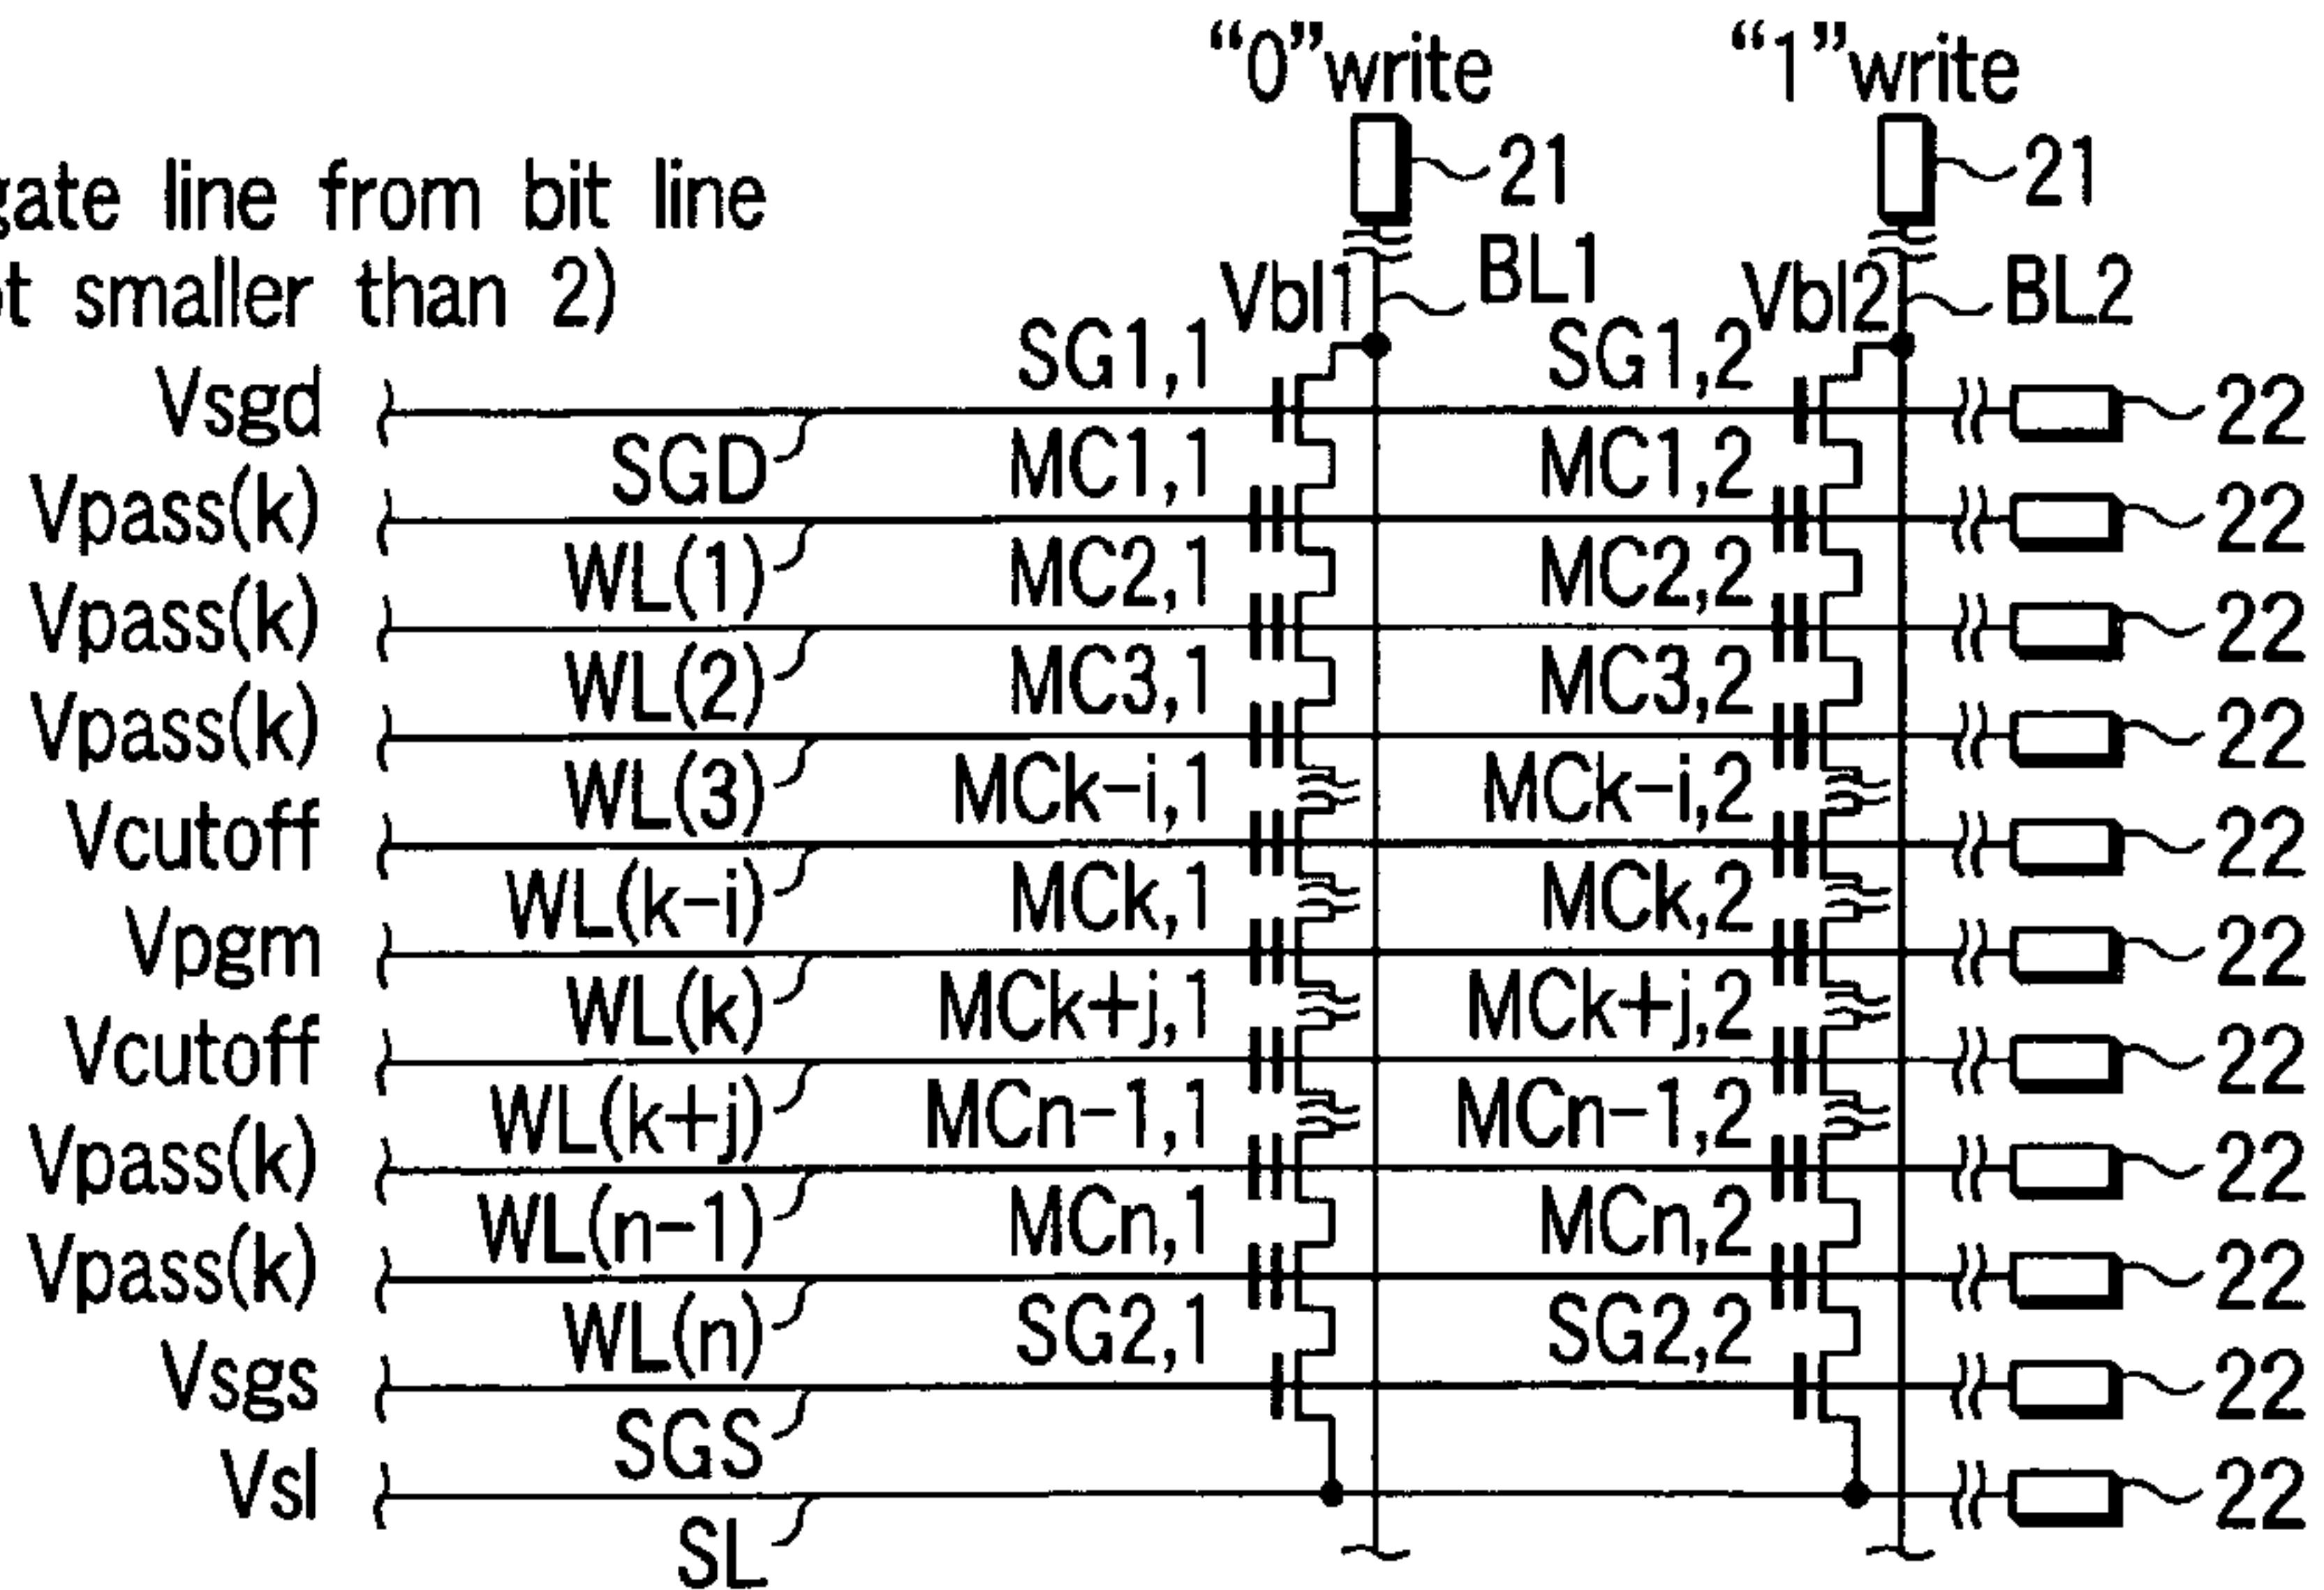 “0”write “1”write
21 21
gate line from bit line
smaller than 2)
Vbl1 BL1 Vbl2 BL2
SG1,1 SG1,2
Vsgd 22
SGD MC1,1 MC1,2
Vpass(k) 22
WL(1) MC2,1 MC2,2
Vpass(k) 22
WL(2) MC3,1 MC3,2
Vpass(k) 22
WL(3) MCk-i,1 MCk-i,2
Vcutoff 22
WL(k-i) MCk,1 MCk,2
Vpgm 22
WL(k) MCk+j,1 MCk+j,2
Vcutoff 22
WL(k+j) MCn-1,1 MCn-1,2
Vpass(k) 22
WL(n-1) MCn,1 MCn,2
Vpass(k) 22
WL(n) SG2,1 SG2,2
Vsgs 22
SGS
Vsl 22
SL